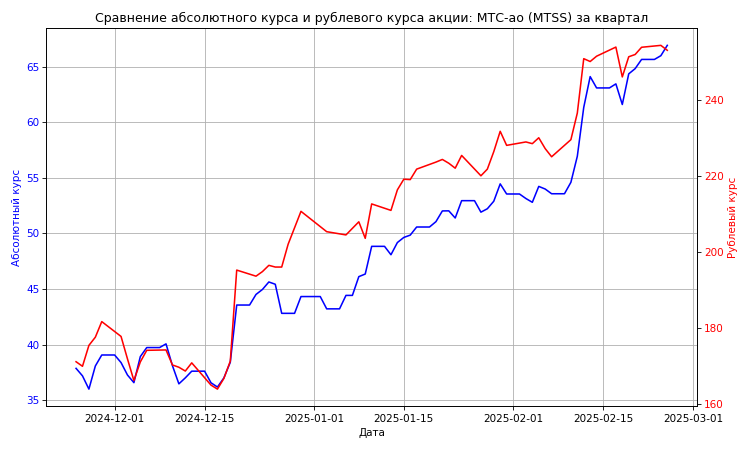 Сравнение абсолютного курса и рублевого курса акции: МТС-ао (MTSS) за квартал
Абсолютный курс
65
60
55
50
45
40
35
240
220
200
180
160
Рублевый курс
2024-12-01 2024-12-15 2025-01-01 2025-01-15 2025-02-01 2025-02-15 2025-03-01
Дата